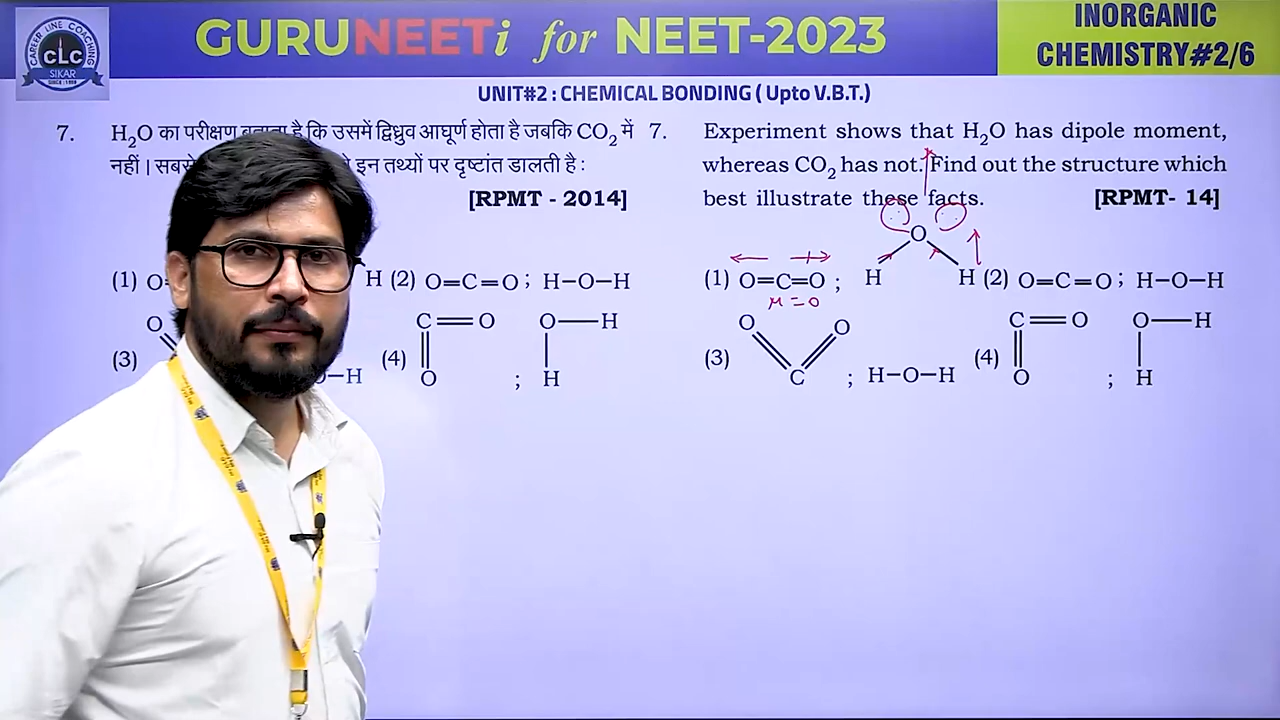 CAREER LINE COACHING
CLC
SIKAR
SINCE : 1996
GURUNEETi for NEET-2023
INORGANIC
CHEMISTRY#2/6
UNIT#2 : CHEMICAL BONDING ( Upto V.B.T.)
7. H₂O का परीक्षण बताता है कि उसमें द्विध्रुव आघूर्ण होता है जबकि CO₂ में
नहीं। सबसे इन तथ्यों पर दृष्टांत डालती है :
[RPMT - 2014]
(1) O= H (2) O=C=O ; H-O-H
(3) O O-H (4) C=O O ; O-H H
7. Experiment shows that H₂O has dipole moment,
whereas CO₂ has not. Find out the structure which
best illustrate these facts. [RPMT- 14]
(1) O=C=O ; H O H (2) O=C=O ; H-O-H
μ = 0
(3) O C O ; H-O-H (4) C=O O ; O-H H